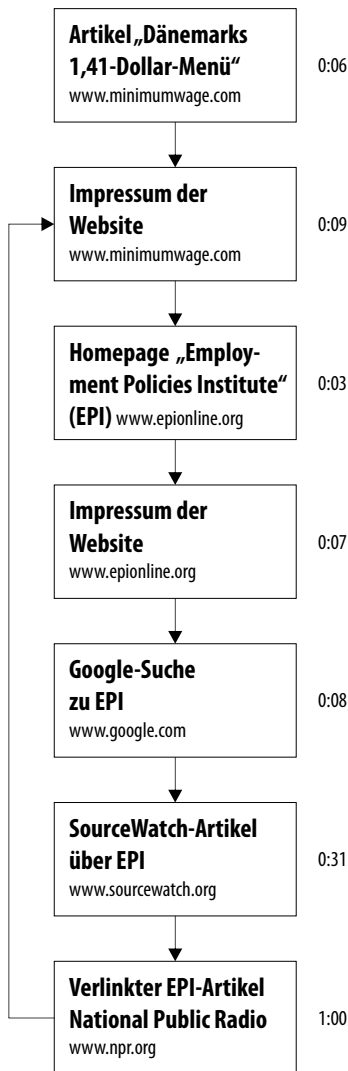 Artikel „Dänemarks
1,41-Dollar-Menü“
www.minimumwage.com
0:06
Impressum der
Website
www.minimumwage.com
0:09
Homepage „Employ-
ment Policies Institute“
(EPI) www.epionline.org
0:03
Impressum der
Website
www.epionline.org
0:07
Google-Suche
zu EPI
www.google.com
0:08
SourceWatch-Artikel
über EPI
www.sourcewatch.org
0:31
Verlinkter EPI-Artikel
National Public Radio
www.npr.org
1:00